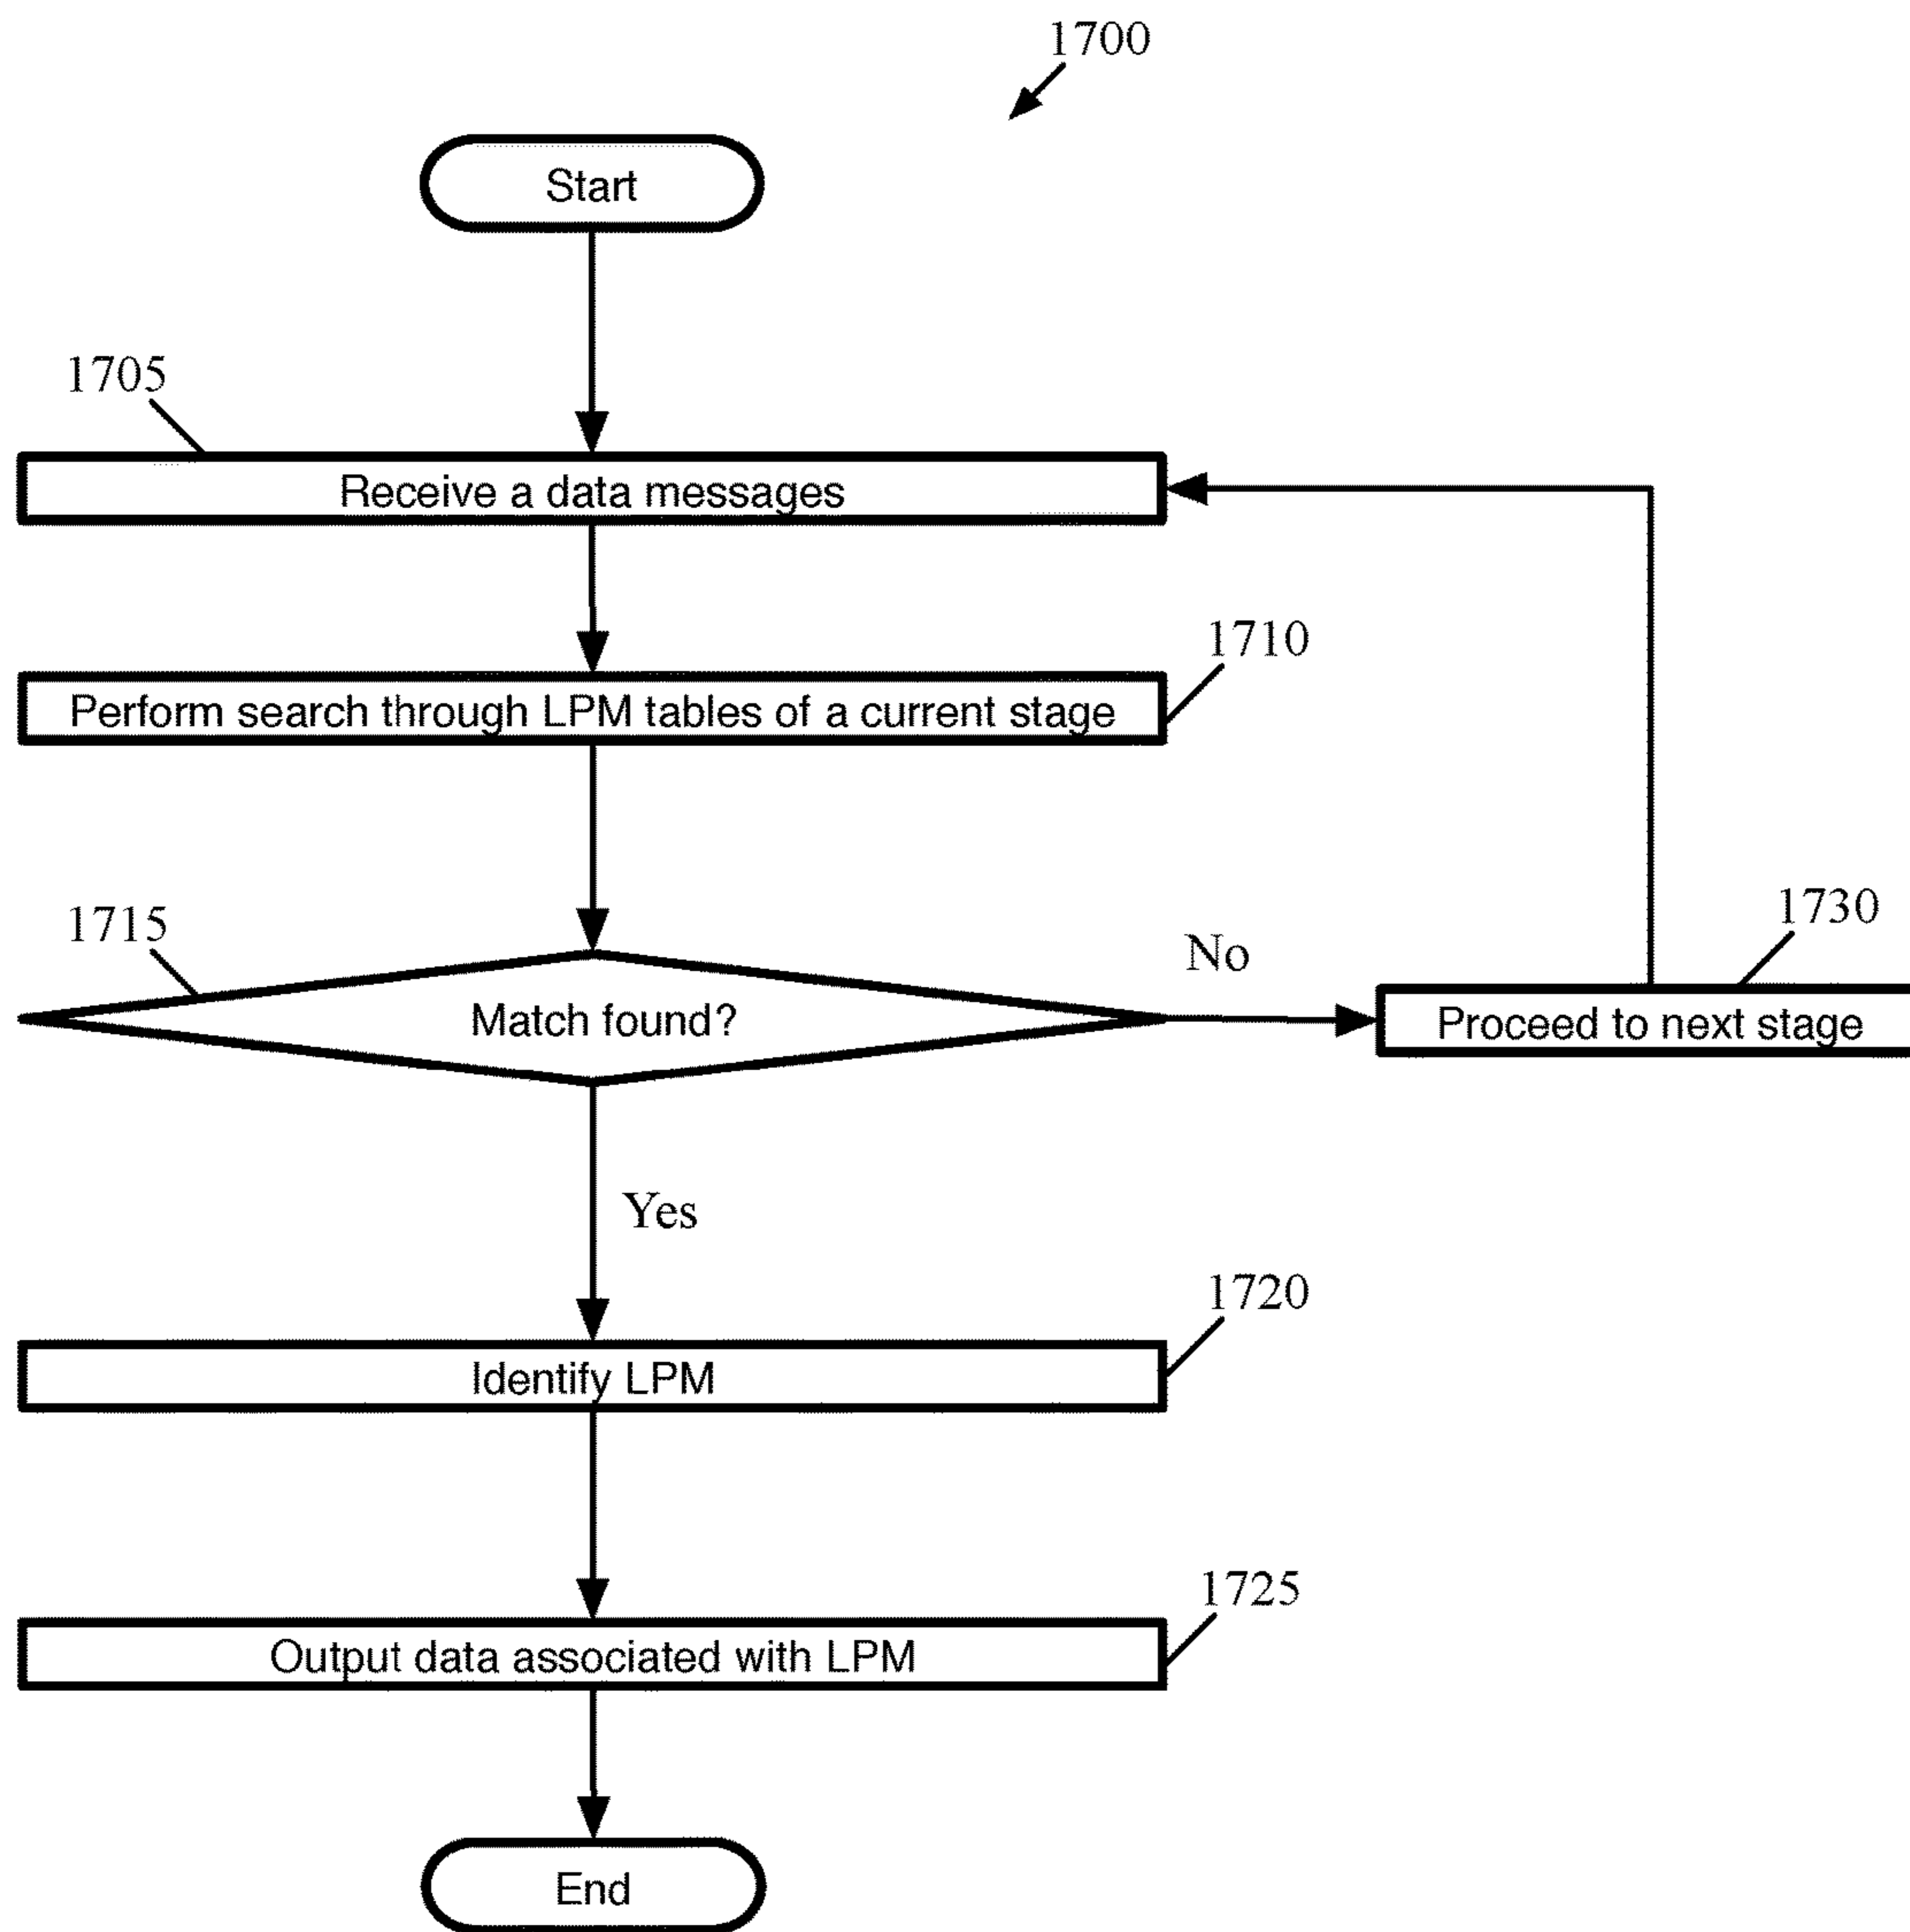 1700
Start
1705
Receive a data messages
1710
Perform search through LPM tables of a current stage
1715
Match found?
No
1730
Proceed to next stage
Yes
1720
Identify LPM
1725
Output data associated with LPM
End